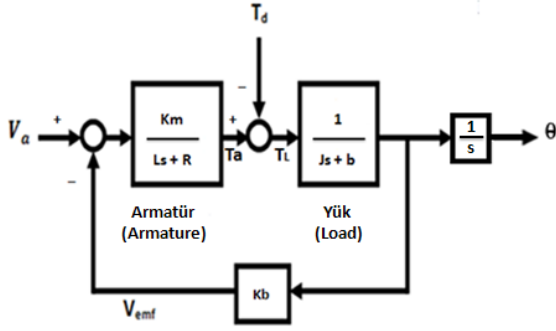 T_d
−
V_a
+
−
Km
Ls + R
+
Ta
T_L
1
Js + b
1
s
θ
Armatür
(Armature)
Yük
(Load)
V_emf
Kb